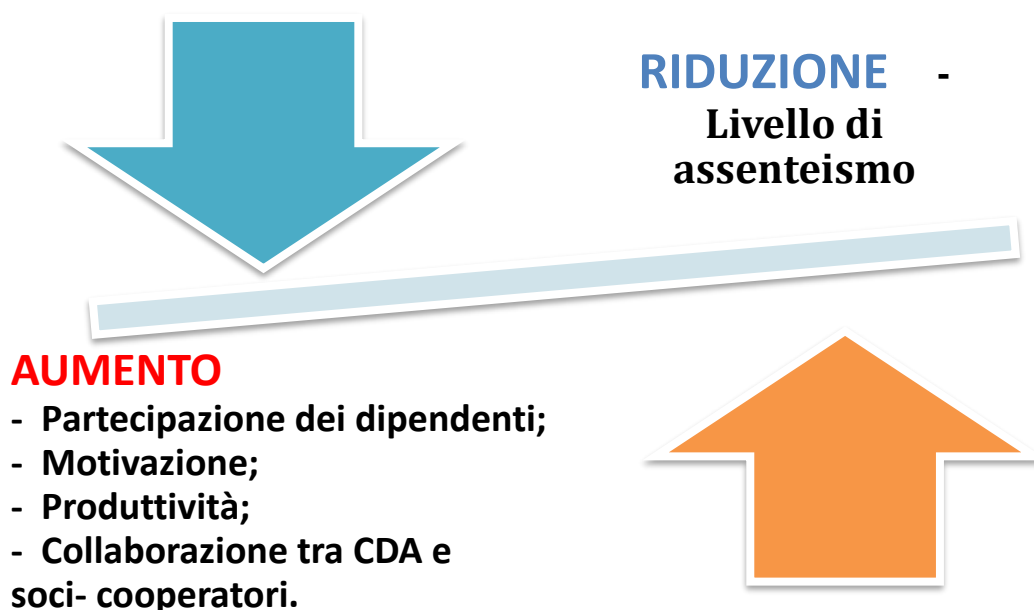 RIDUZIONE -
Livello di
assenteismo
AUMENTO
- Partecipazione dei dipendenti;
- Motivazione;
- Produttività;
- Collaborazione tra CDA e
soci- cooperatori.